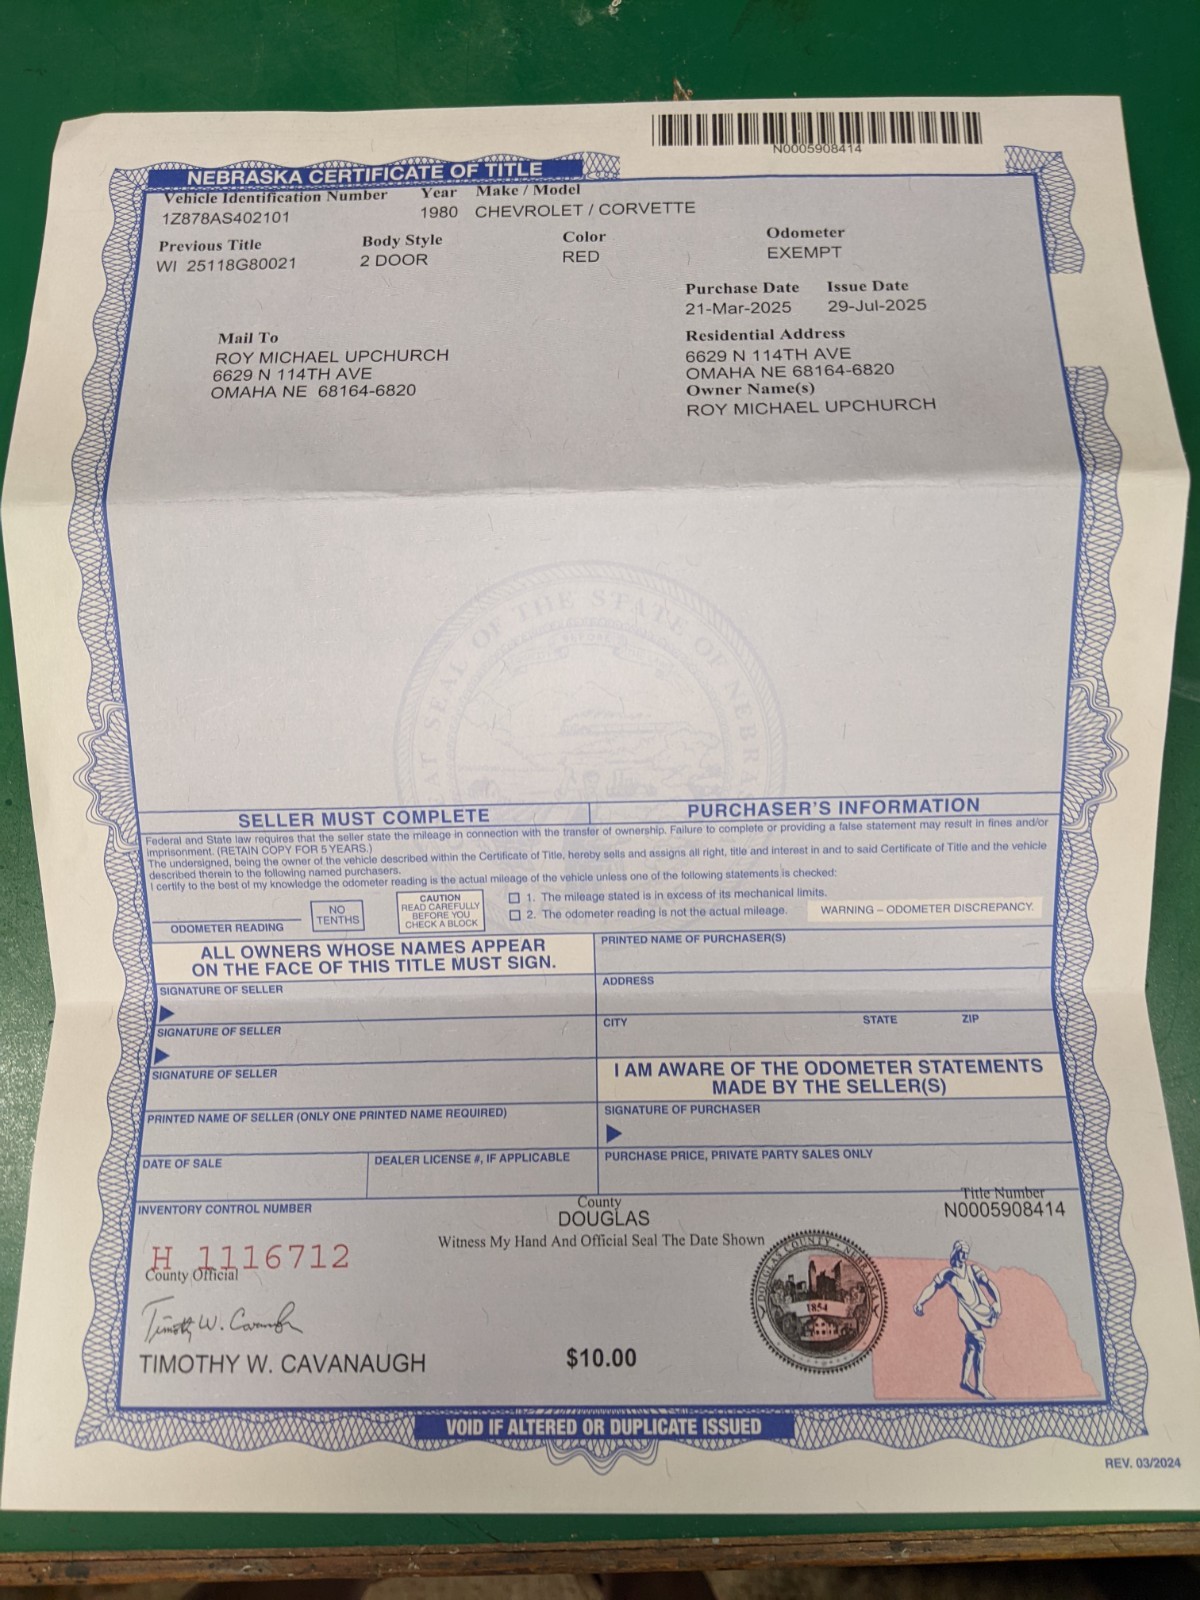 N0005908414
NEBRASKA CERTIFICATE OF TITLE
Vehicle Identification Number Year Make / Model
1Z878AS402101 1980 CHEVROLET / CORVETTE
Previous Title Body Style Color Odometer
WI 25118G80021 2 DOOR RED EXEMPT
Purchase Date Issue Date
21-Mar-2025 29-Jul-2025
Mail To
ROY MICHAEL UPCHURCH
6629 N 114TH AVE
OMAHA NE 68164-6820
Residential Address
6629 N 114TH AVE
OMAHA NE 68164-6820
Owner Name(s)
ROY MICHAEL UPCHURCH
SEAL OF THE STATE OF NEBRASKA
SELLER MUST COMPLETE PURCHASER'S INFORMATION
Federal and State law requires that the seller state the mileage in connection with the transfer of ownership. Failure to complete or providing a false statement may result in fines and/or
imprisonment. (RETAIN COPY FOR 5 YEARS.)
The undersigned, being the owner of the vehicle described within the Certificate of Title, hereby sells and assigns all right, title and interest in and to said Certificate of Title and the vehicle
described therein to the following named purchasers.
I certify to the best of my knowledge the odometer reading is the actual mileage of the vehicle unless one of the following statements is checked:
ODOMETER READING
NO
TENTHS
CAUTION
READ CAREFULLY
BEFORE YOU
CHECK A BLOCK
1. The mileage stated is in excess of its mechanical limits.
2. The odometer reading is not the actual mileage. WARNING – ODOMETER DISCREPANCY.
ALL OWNERS WHOSE NAMES APPEAR
ON THE FACE OF THIS TITLE MUST SIGN.
SIGNATURE OF SELLER
SIGNATURE OF SELLER
SIGNATURE OF SELLER
PRINTED NAME OF SELLER (ONLY ONE PRINTED NAME REQUIRED)
DATE OF SALE DEALER LICENSE #, IF APPLICABLE
PRINTED NAME OF PURCHASER(S)
ADDRESS
CITY STATE ZIP
I AM AWARE OF THE ODOMETER STATEMENTS
MADE BY THE SELLER(S)
SIGNATURE OF PURCHASER
PURCHASE PRICE, PRIVATE PARTY SALES ONLY
INVENTORY CONTROL NUMBER
H 1116712
County
DOUGLAS
Title Number
N0005908414
Witness My Hand And Official Seal The Date Shown
County Official
Timothy W. Cavanaugh
TIMOTHY W. CAVANAUGH
$10.00
DOUGLAS COUNTY NEBRASKA
1854
VOID IF ALTERED OR DUPLICATE ISSUED
REV. 03/2024